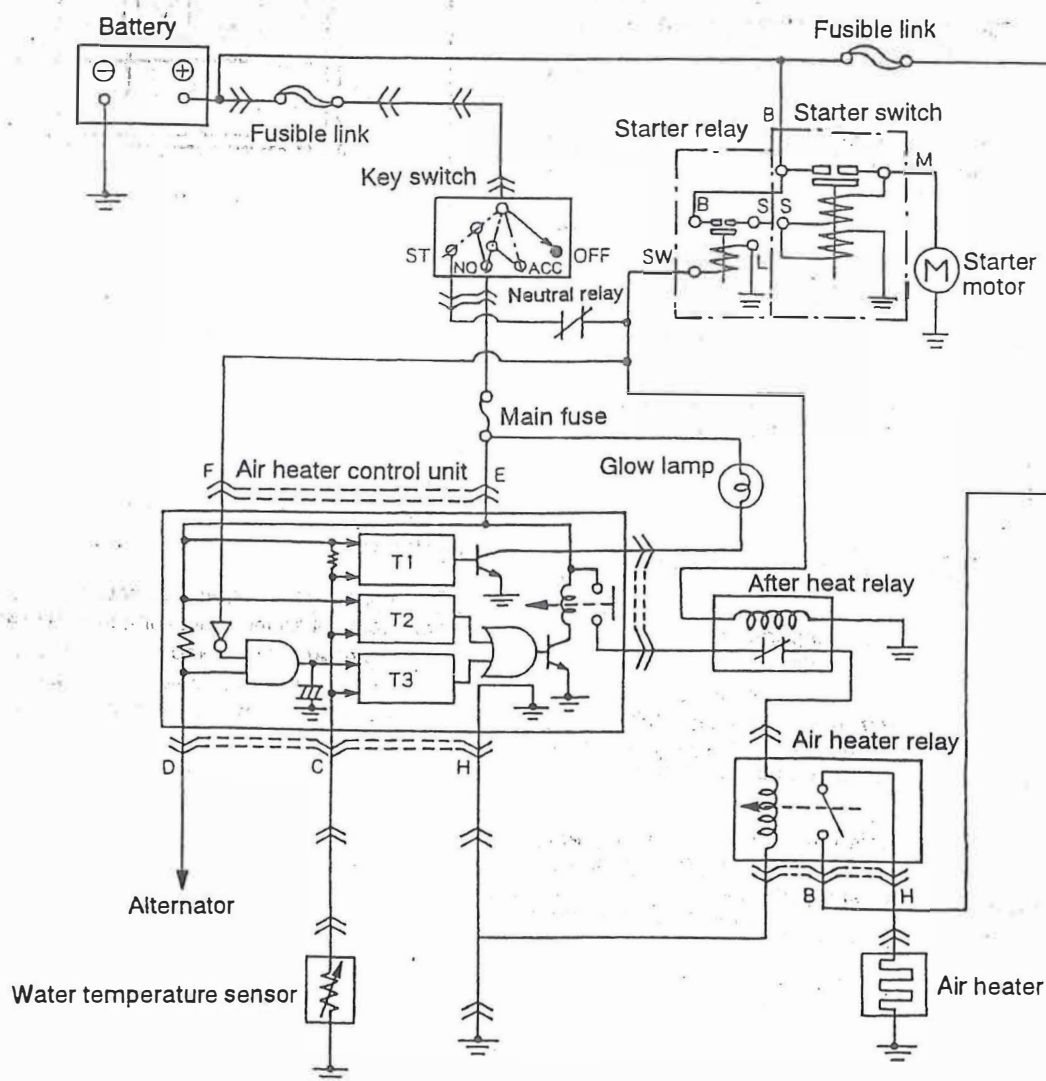 Battery
⊖ ⊕
Fusible link
Fusible link
B
Starter switch
Starter relay
M
Key switch
B
S
S
ST
NO
ACC
OFF
SW
L
M
Starter
motor
Neutral relay
Main fuse
Glow lamp
F
Air heater control unit
E
T1
T2
T3
After heat relay
D
C
H
Air heater relay
B
H
Alternator
Water temperature sensor
Air heater